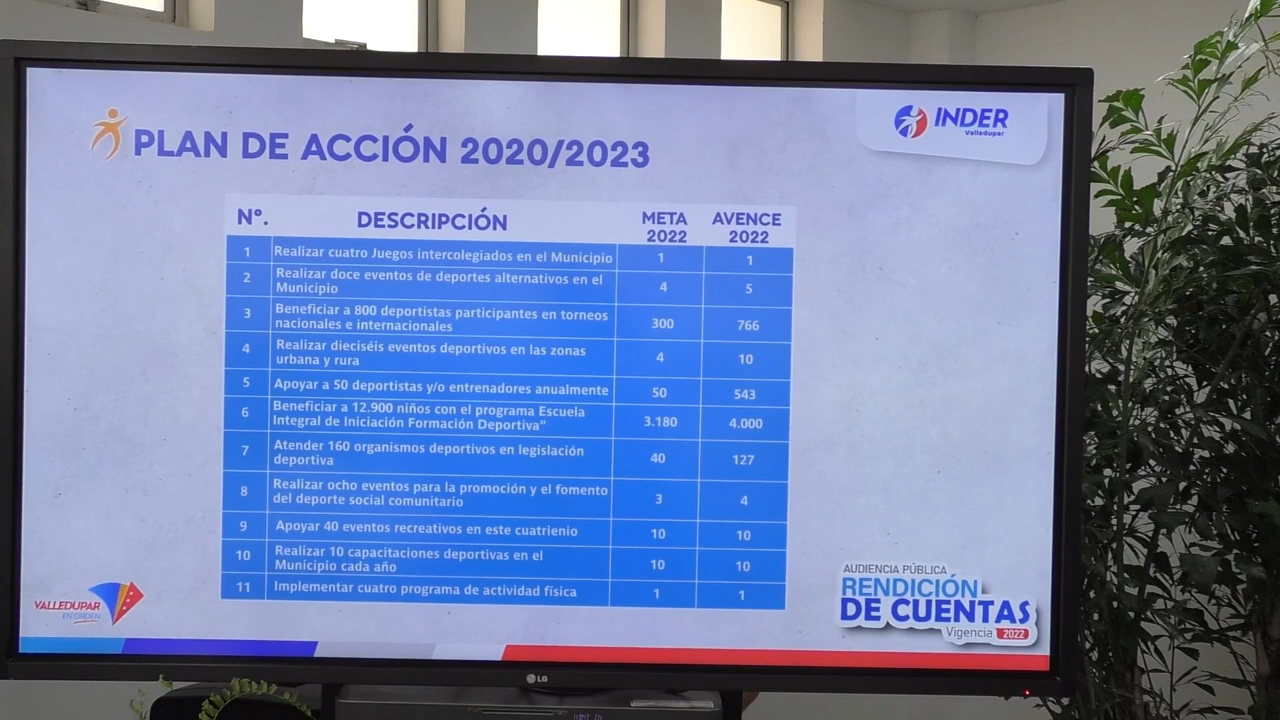 PLAN DE ACCIÓN 2020/2023
INDER
Valledupar
N°. DESCRIPCIÓN META 2022 AVENCE 2022
1 Realizar cuatro Juegos intercolegiados en el Municipio 1 1
2 Realizar doce eventos de deportes alternativos en el
Municipio 4 5
3 Beneficiar a 800 deportistas participantes en torneos
nacionales e internacionales 300 766
4 Realizar dieciséis eventos deportivos en las zonas
urbana y rura 4 10
5 Apoyar a 50 deportistas y/o entrenadores anualmente 50 543
6 Beneficiar a 12.900 niños con el programa Escuela
Integral de Iniciación Formación Deportiva“ 3.180 4.000
7 Atender 160 organismos deportivos en legislación
deportiva 40 127
8 Realizar ocho eventos para la promoción y el fomento
del deporte social comunitario 3 4
9 Apoyar 40 eventos recreativos en este cuatrienio 10 10
10 Realizar 10 capacitaciones deportivas en el
Municipio cada año 10 10
11 Implementar cuatro programa de actividad física 1 1
VALLEDUPAR
EN ORDEN
AUDIENCIA PÚBLICA
RENDICIÓN
DE CUENTAS
Vigencia 2022
LG